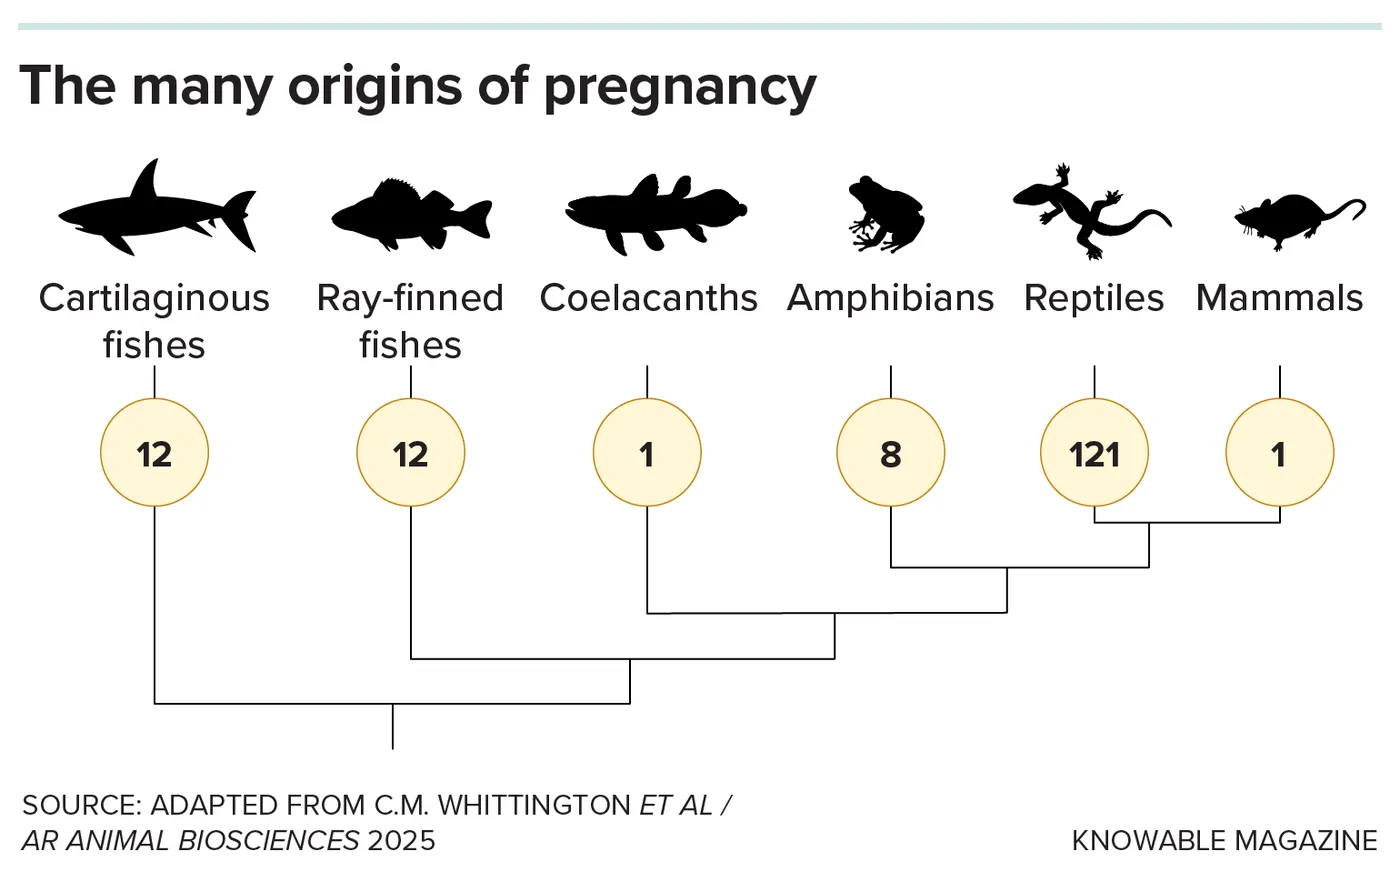 The many origins of pregnancy
Cartilaginous
fishes
Ray-finned
fishes
Coelacanths
Amphibians
Reptiles
Mammals
12
12
1
8
121
1
SOURCE: ADAPTED FROM C.M. WHITTINGTON ET AL /
AR ANIMAL BIOSCIENCES 2025
KNOWABLE MAGAZINE